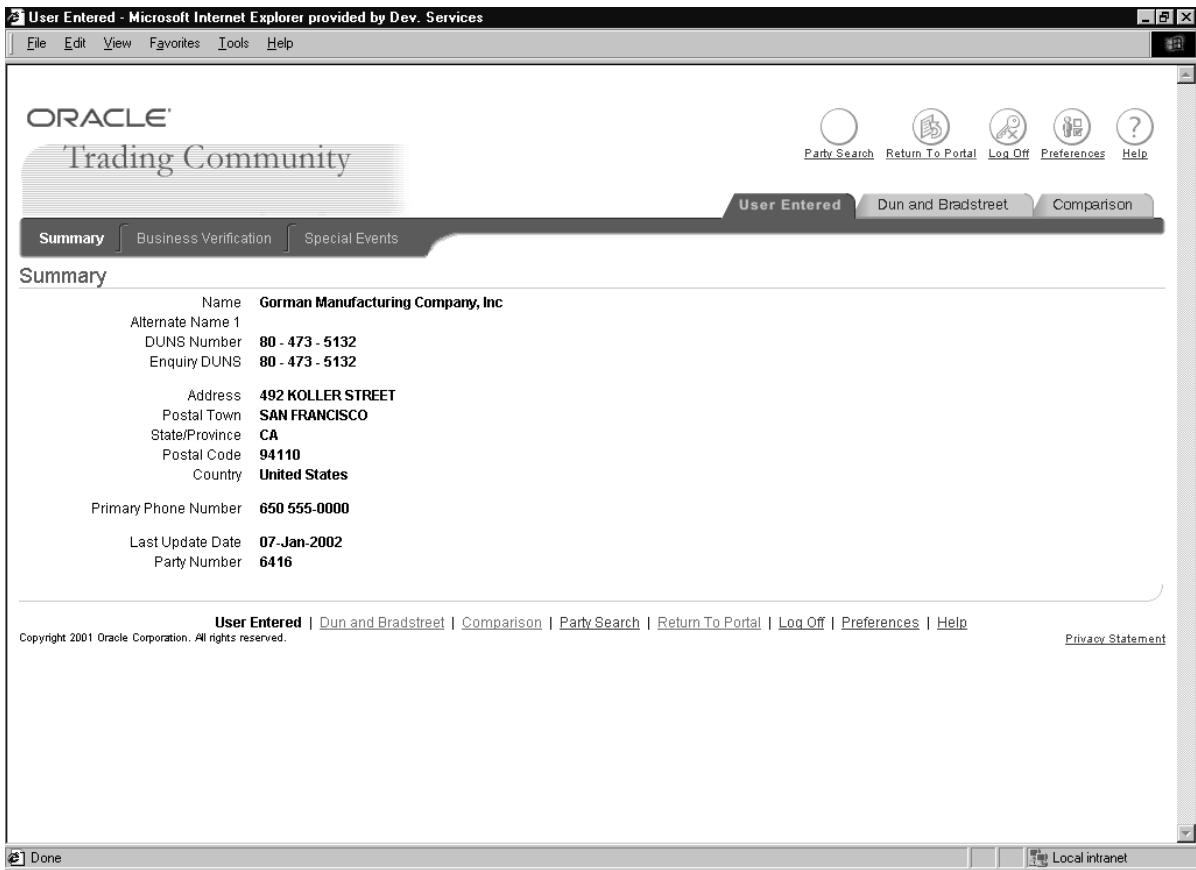 User Entered - Microsoft Internet Explorer provided by Dev. Services
File Edit View Favorites Tools Help
ORACLE
Trading Community
Party Search Return To Portal Log Off Preferences Help
User Entered Dun and Bradstreet Comparison
Summary Business Verification Special Events
Summary
Name Gorman Manufacturing Company, Inc
Alternate Name 1
DUNS Number 80 - 473 - 5132
Enquiry DUNS 80 - 473 - 5132
Address 492 KOLLER STREET
Postal Town SAN FRANCISCO
State/Province CA
Postal Code 94110
Country United States
Primary Phone Number 650 555-0000
Last Update Date 07-Jan-2002
Party Number 6416
User Entered | Dun and Bradstreet | Comparison | Party Search | Return To Portal | Log Off | Preferences | Help
Copyright 2001 Oracle Corporation. All rights reserved.
Privacy Statement
Done
Local intranet